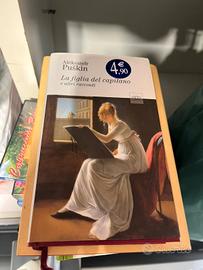 Aleksandr
Puškin
4,90
La figlia del capitano
e altri racconti